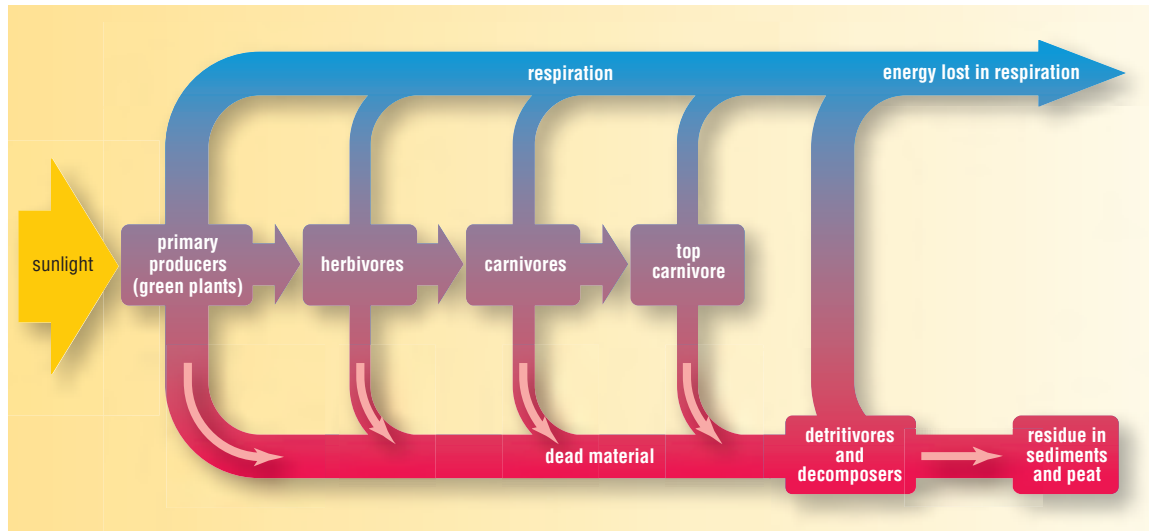 respiration
energy lost in respiration
sunlight
primary
producers
(green plants)
herbivores
carnivores
top
carnivore
dead material
detritivores
and
decomposers
residue in
sediments
and peat